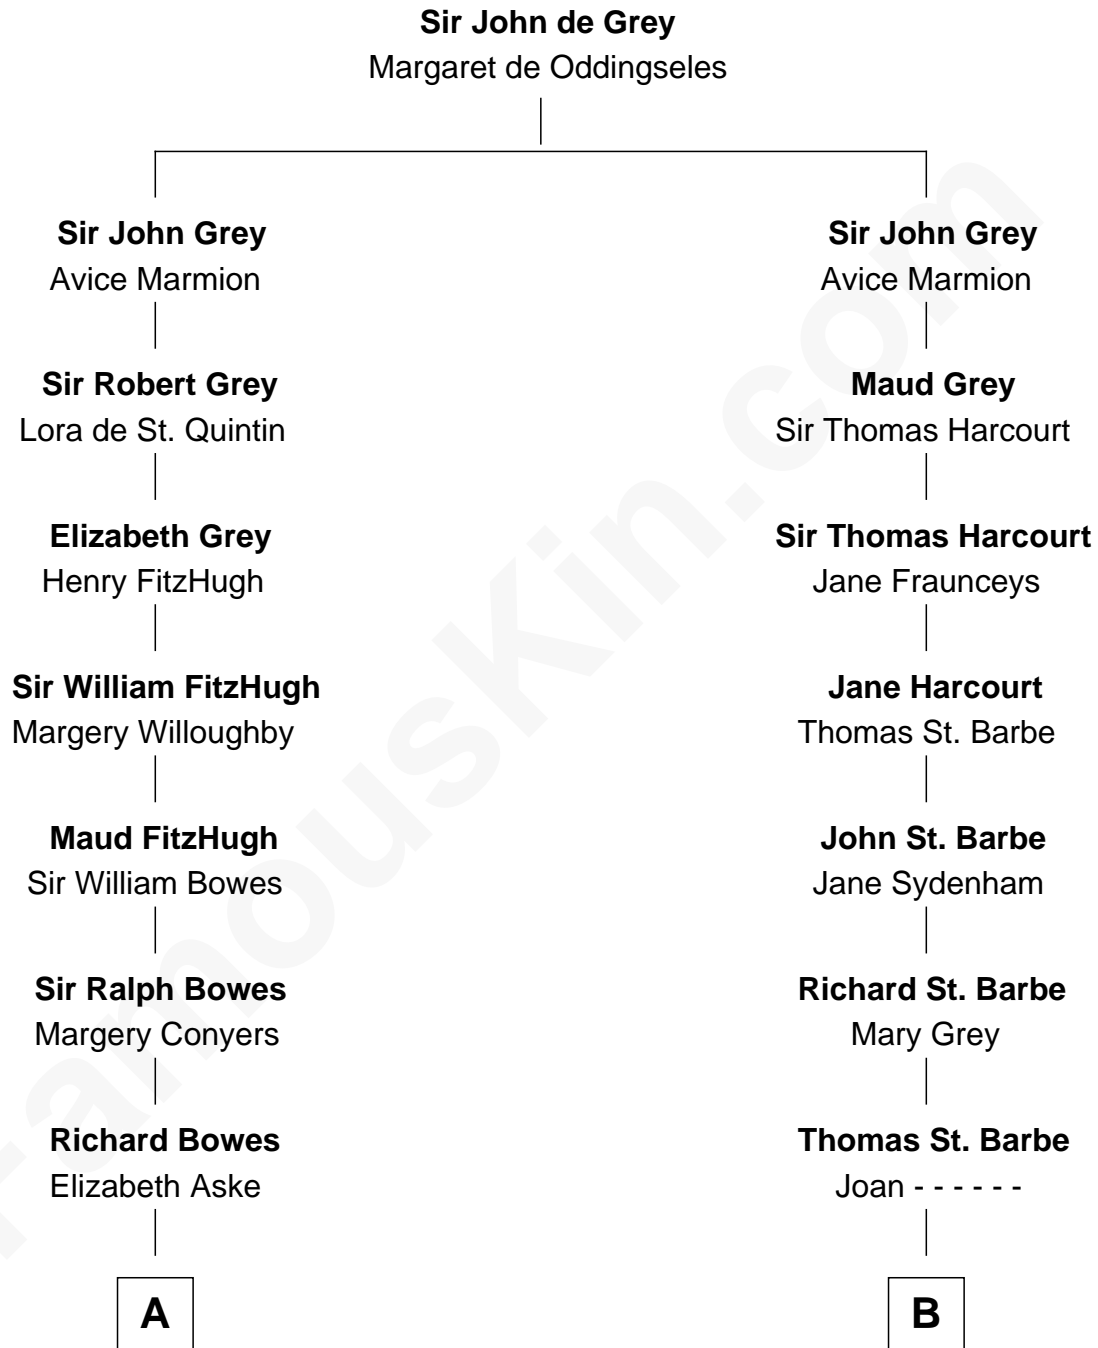 Sir John de Grey
Margaret de Oddingseles
Sir John Grey
Avice Marmion
Sir John Grey
Avice Marmion
Sir Robert Grey
Lora de St. Quintin
Maud Grey
Sir Thomas Harcourt
Elizabeth Grey
Henry FitzHugh
Sir Thomas Harcourt
Jane Fraunceys
Sir William FitzHugh
Margery Willoughby
Jane Harcourt
Thomas St. Barbe
Maud FitzHugh
Sir William Bowes
John St. Barbe
Jane Sydenham
Sir Ralph Bowes
Margery Conyers
Richard St. Barbe
Mary Grey
Richard Bowes
Elizabeth Aske
Thomas St. Barbe
Joan - - - - - -
A
B
FamousKin.com